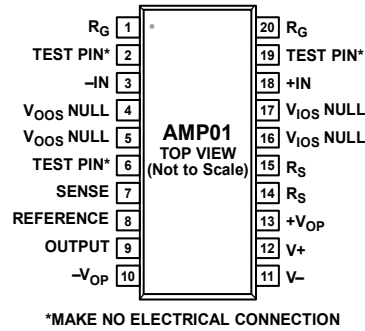 R_G 1
TEST PIN* 2
–IN 3
V_OOS NULL 4
V_OOS NULL 5
TEST PIN* 6
SENSE 7
REFERENCE 8
OUTPUT 9
–V_OP 10
AMP01
TOP VIEW
(Not to Scale)
20 R_G
19 TEST PIN*
18 +IN
17 V_IOS NULL
16 V_IOS NULL
15 R_S
14 R_S
13 +V_OP
12 V+
11 V–
*MAKE NO ELECTRICAL CONNECTION